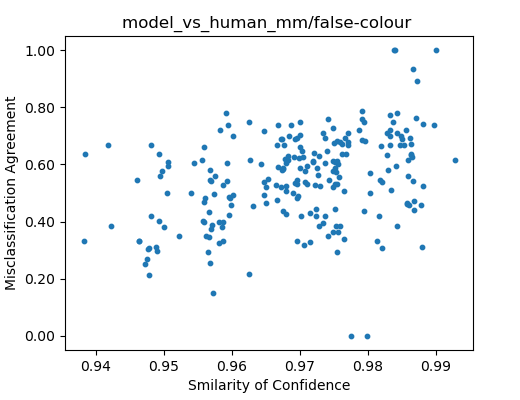 model_vs_human_mm/false-colour
Misclassification Agreement
1.00
0.80
0.60
0.40
0.20
0.00
0.94 0.95 0.96 0.97 0.98 0.99
Smilarity of Confidence